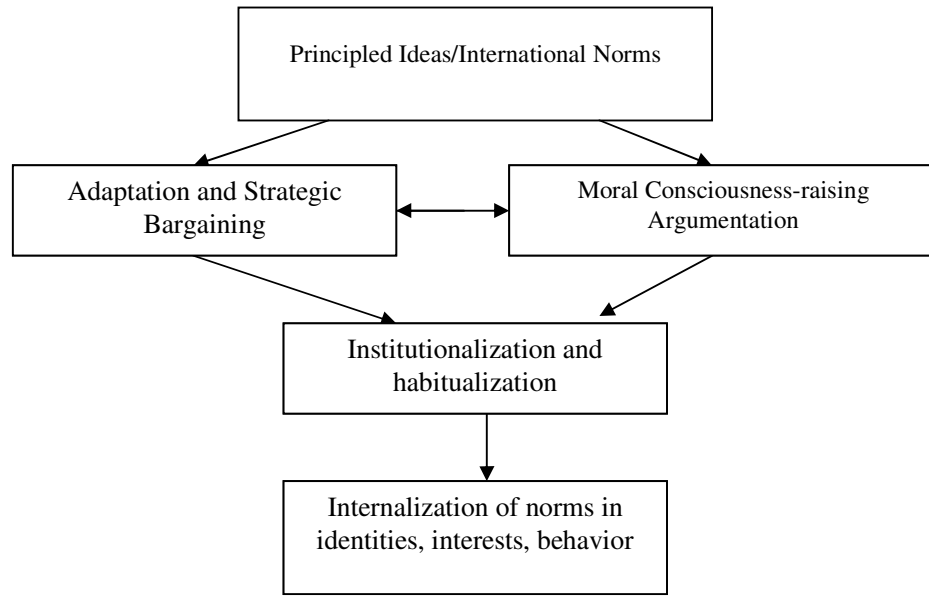 Principled Ideas/International Norms
Adaptation and Strategic
Bargaining
Moral Consciousness-raising
Argumentation
Institutionalization and
habitualization
Internalization of norms in
identities, interests, behavior